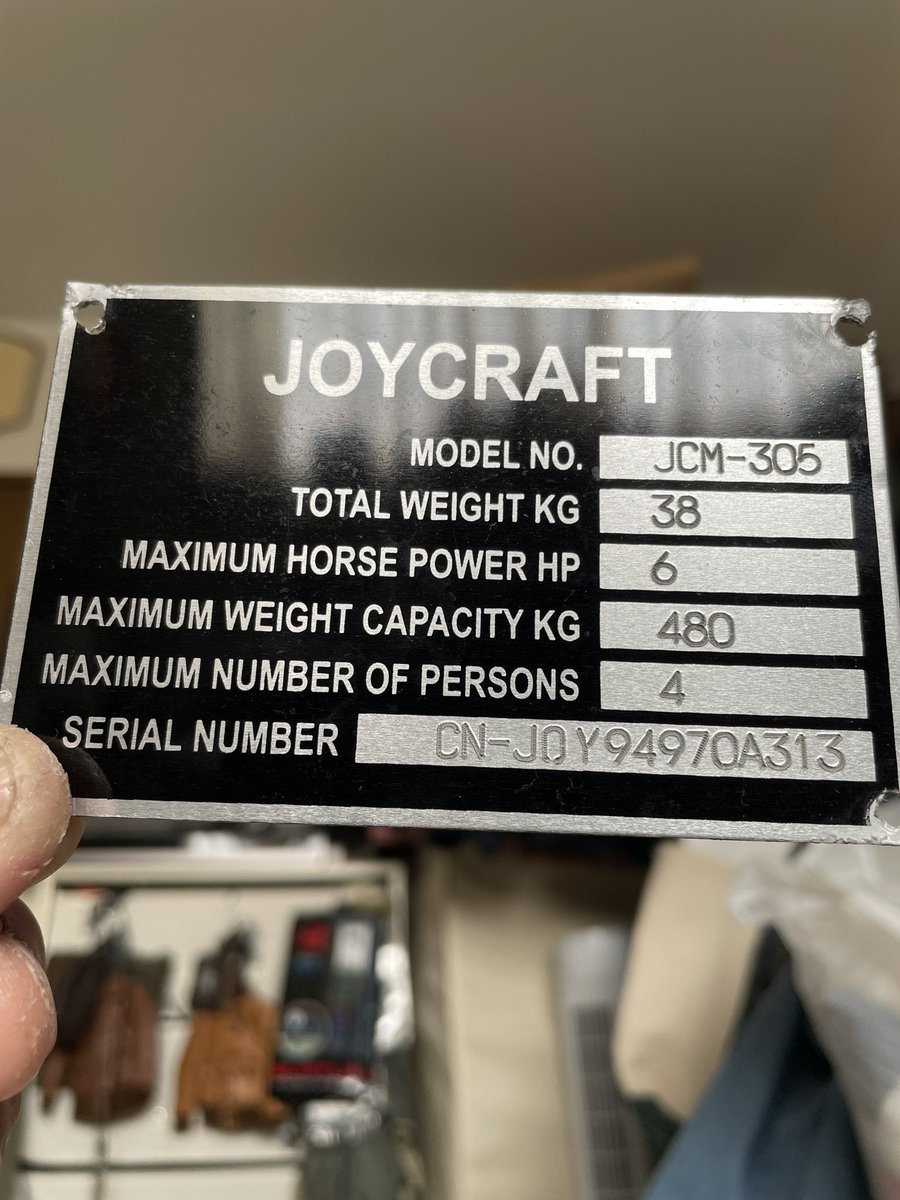 JOYCRAFT
MODEL NO. JCM-305
TOTAL WEIGHT KG 38
MAXIMUM HORSE POWER HP 6
MAXIMUM WEIGHT CAPACITY KG 480
MAXIMUM NUMBER OF PERSONS 4
SERIAL NUMBER CN-JOY94970A313